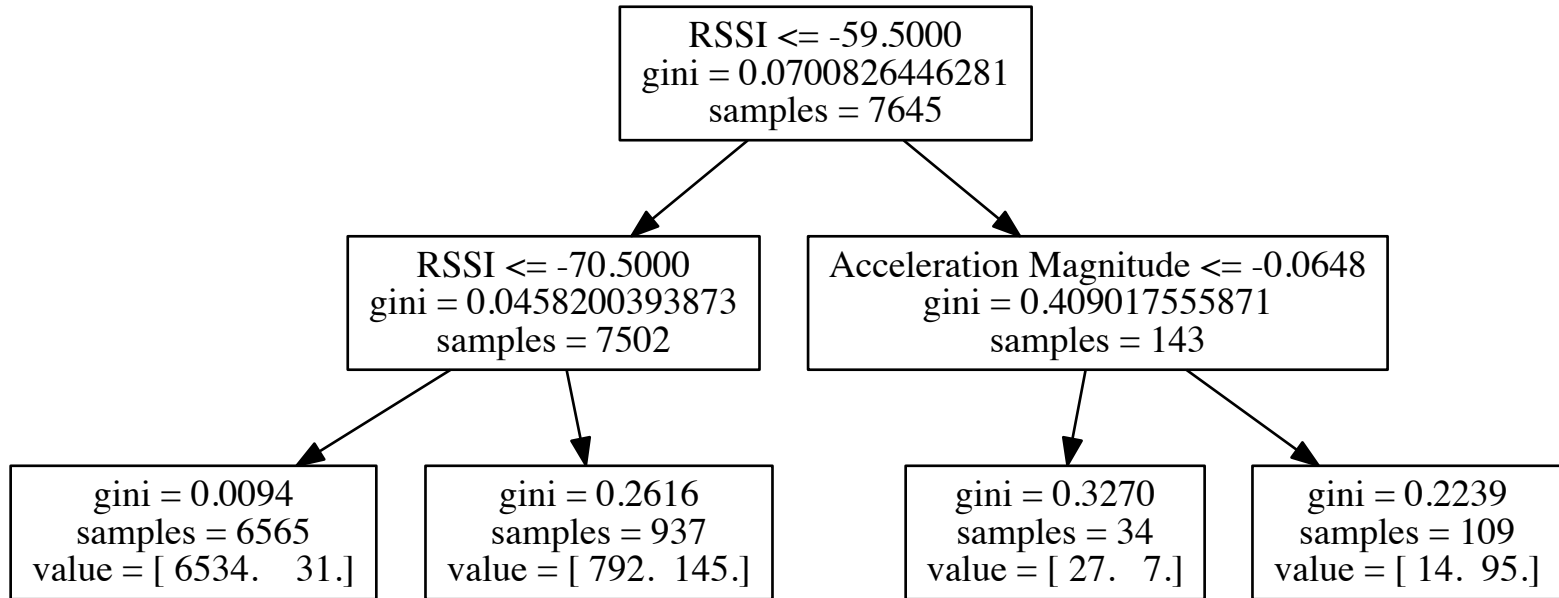 RSSI <= -59.5000
gini = 0.0700826446281
samples = 7645
RSSI <= -70.5000
gini = 0.0458200393873
samples = 7502
Acceleration Magnitude <= -0.0648
gini = 0.409017555871
samples = 143
gini = 0.0094
samples = 6565
value = [ 6534.    31.]
gini = 0.2616
samples = 937
value = [ 792.  145.]
gini = 0.3270
samples = 34
value = [ 27.   7.]
gini = 0.2239
samples = 109
value = [ 14.  95.]